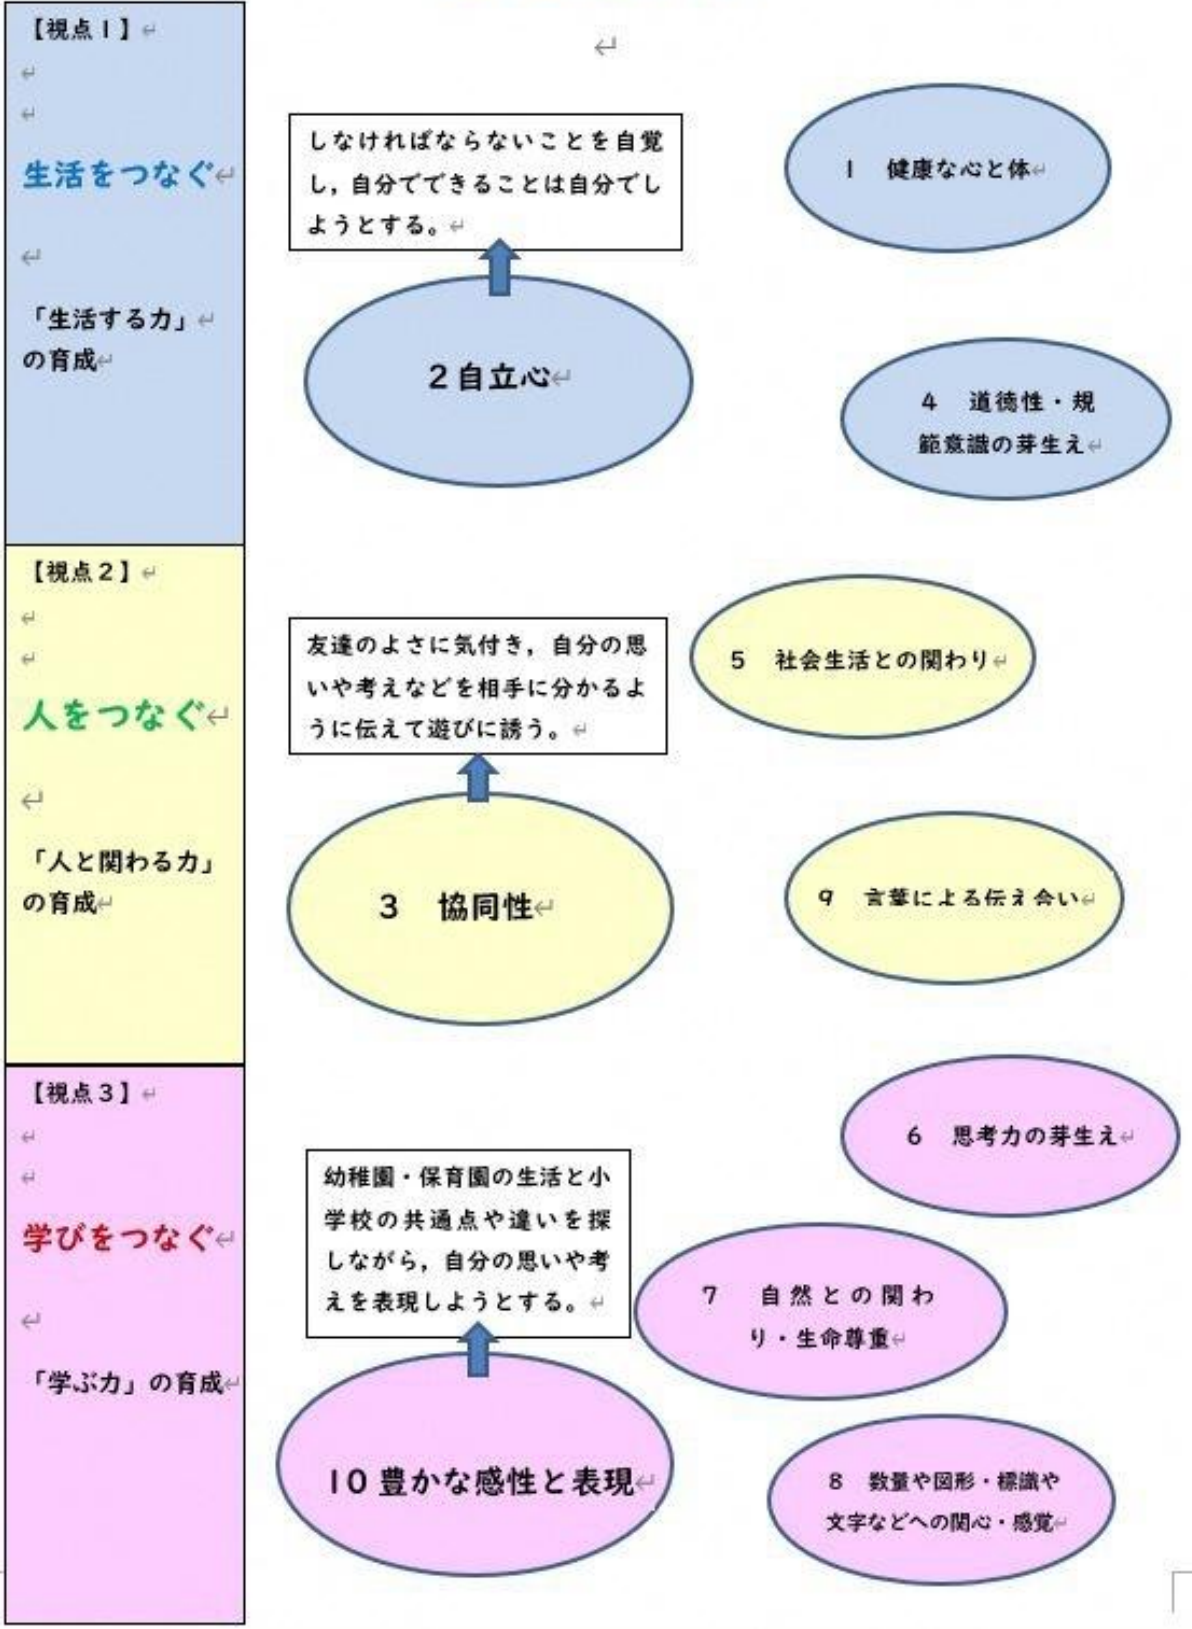 【視点1】
生活をつなぐ
「生活する力」
の育成
しなければならないことを自覚
し，自分でできることは自分でし
ようとする。
2自立心
1　健康な心と体
4　道徳性・規
範意識の芽生え
【視点2】
人をつなぐ
「人と関わる力」
の育成
友達のよさに気付き，自分の思
いや考えなどを相手に分かるよ
うに伝えて遊びに誘う。
3　協同性
5　社会生活との関わり
9　言葉による伝え合い
【視点3】
学びをつなぐ
「学ぶ力」の育成
幼稚園・保育園の生活と小
学校の共通点や違いを探
しながら，自分の思いや考
えを表現しようとする。
10豊かな感性と表現
6　思考力の芽生え
7　自然との関わ
り・生命尊重
8　数量や図形・標識や
文字などへの関心・感覚